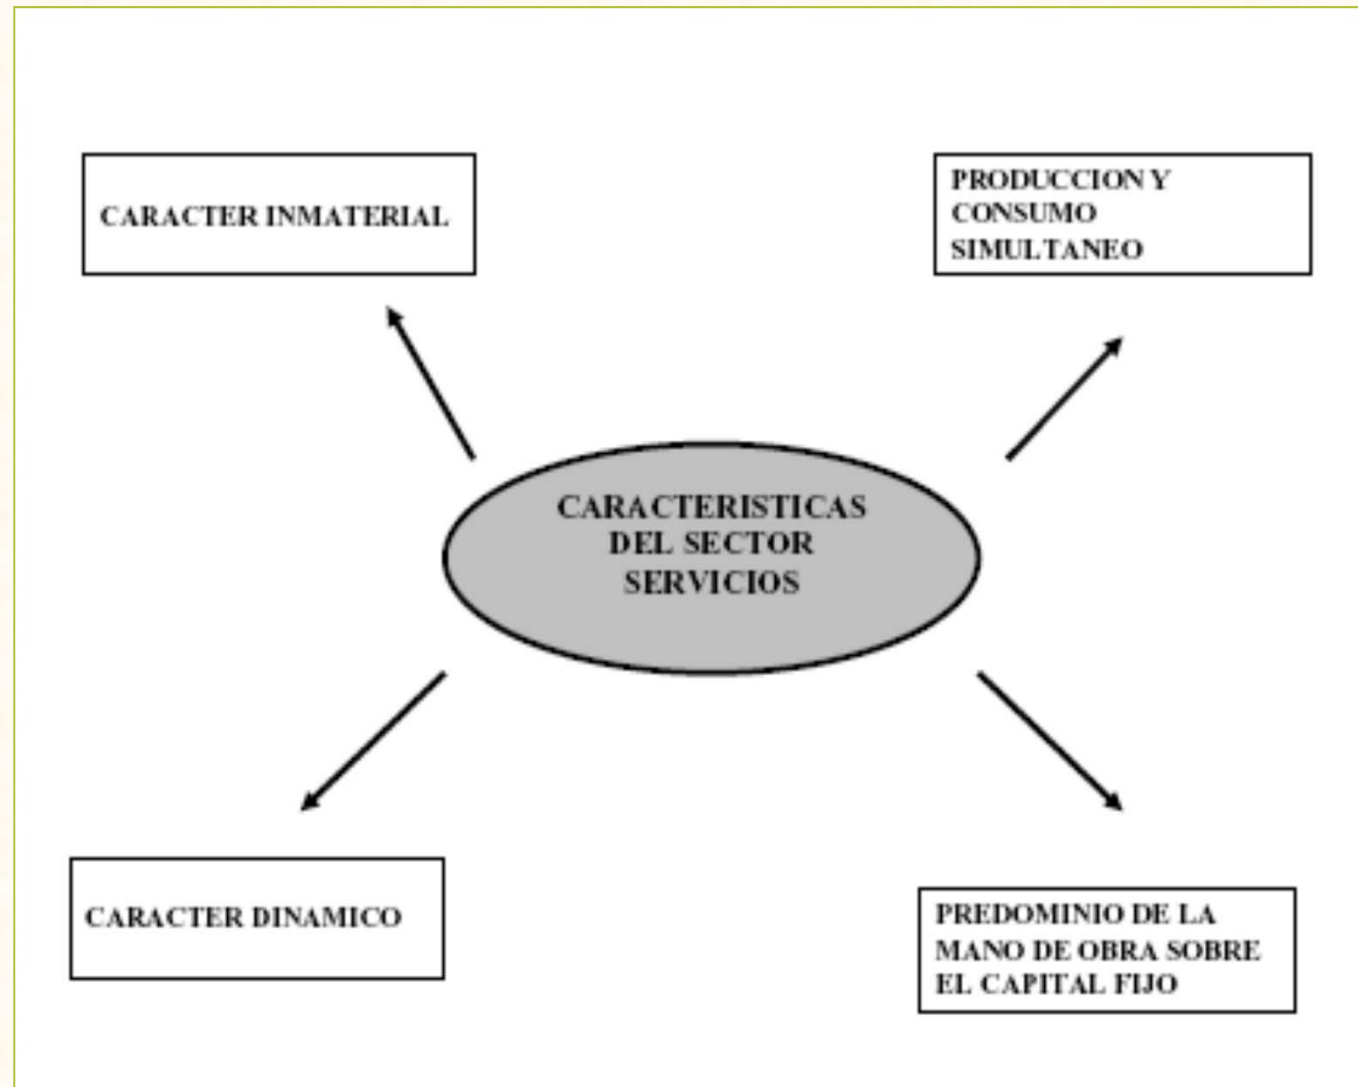 CARACTER INMATERIAL
PRODUCCION Y
CONSUMO
SIMULTANEO
CARACTERISTICAS
DEL SECTOR
SERVICIOS
CARACTER DINAMICO
PREDOMINIO DE LA
MANO DE OBRA SOBRE
EL CAPITAL FIJO